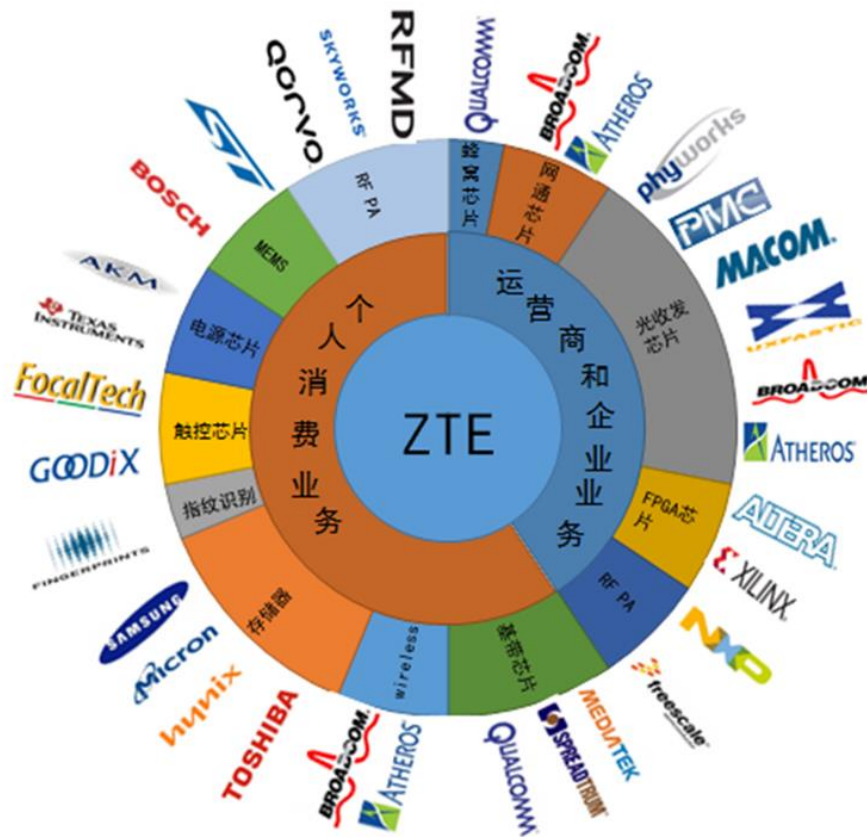 ZTE
运营商和企业业务
个人消费业务
蜂窝芯片
网通芯片
光收发
芯片
FPGA芯
片
RF PA
基带芯片
wireless
存储器
指纹识别
触控芯片
电源芯片
MEMS
RF PA
QUALCOMM
BROADCOM.
ATHEROS
phyworks
PMC
MACOM.
UXFASTIC
BROADCOM
ATHEROS
ALTERA
XILINX
NXP
freescale
MEDIATEK
SPREADTRUM
QUALCOMM
ATHEROS
BROADCOM.
TOSHIBA
hynix
Micron
SAMSUNG
FINGERPRINTS
GOODiX
FocalTech
TEXAS
INSTRUMENTS
AKM
BOSCH
ST
QORVO
SKYWORKS
RFMD